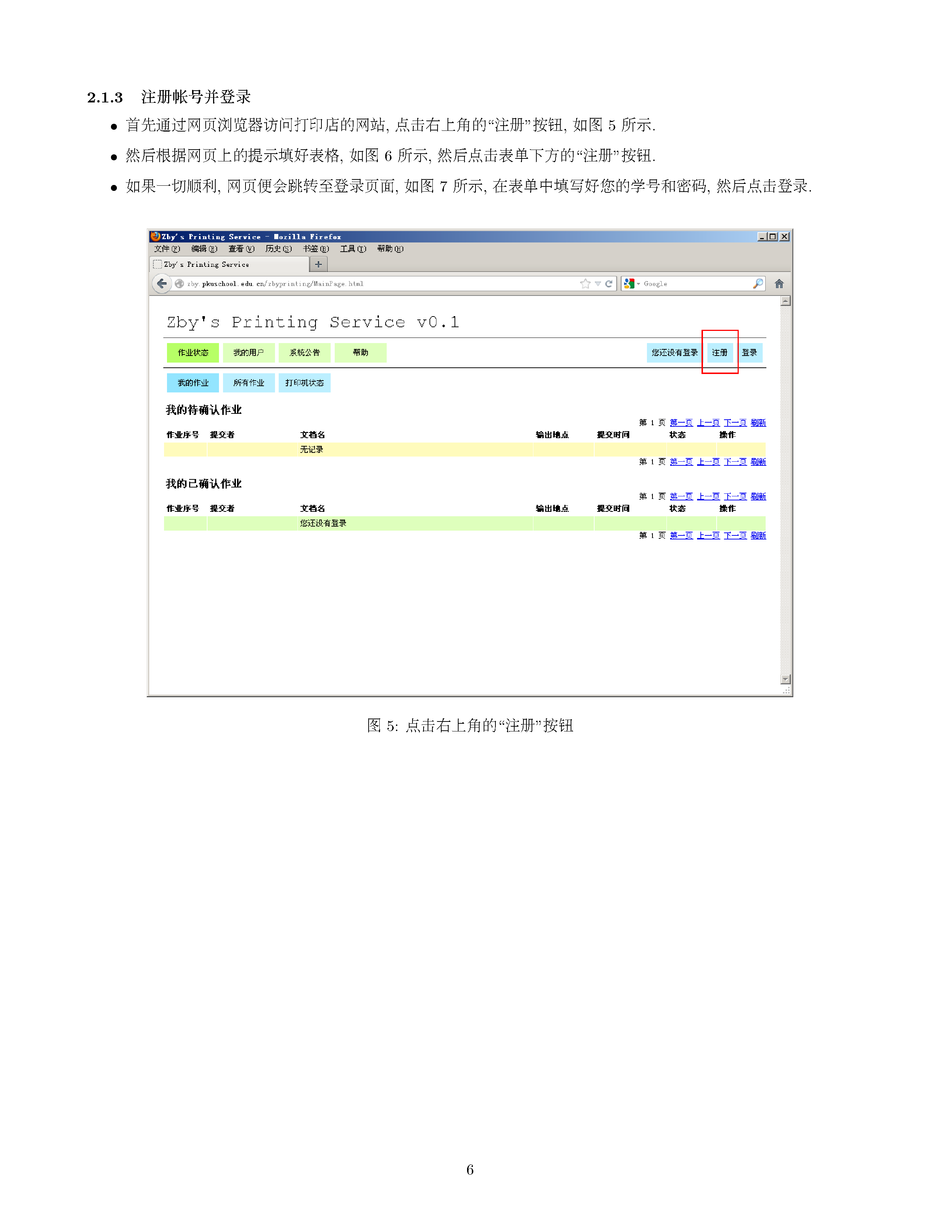 2.1.3 注册帐号并登录
• 首先通过网页浏览器访问打印店的网站, 点击右上角的“注册”按钮, 如图 5 所示.
• 然后根据网页上的提示填好表格, 如图 6 所示, 然后点击表单下方的“注册”按钮.
• 如果一切顺利, 网页便会跳转至登录页面, 如图 7 所示, 在表单中填写好您的学号和密码, 然后点击登录.
Zby's Printing Service - Mozilla Firefox
文件(F) 编辑(E) 查看(V) 历史(S) 书签(B) 工具(T) 帮助(H)
Zby's Printing Service
zby.pkuschool.edu.cn/zbyprinting/MainPage.html Google
Zby's Printing Service v0.1
作业状态 我的用户 系统公告 帮助 您还没有登录 注册 登录
我的作业 所有作业 打印机状态
我的待确认作业
第 1 页 第一页 上一页 下一页 刷新
作业序号 提交者 文档名 输出地点 提交时间 状态 操作
无记录
第 1 页 第一页 上一页 下一页 刷新
我的已确认作业
第 1 页 第一页 上一页 下一页 刷新
作业序号 提交者 文档名 输出地点 提交时间 状态 操作
您还没有登录
第 1 页 第一页 上一页 下一页 刷新
图 5: 点击右上角的“注册”按钮
6